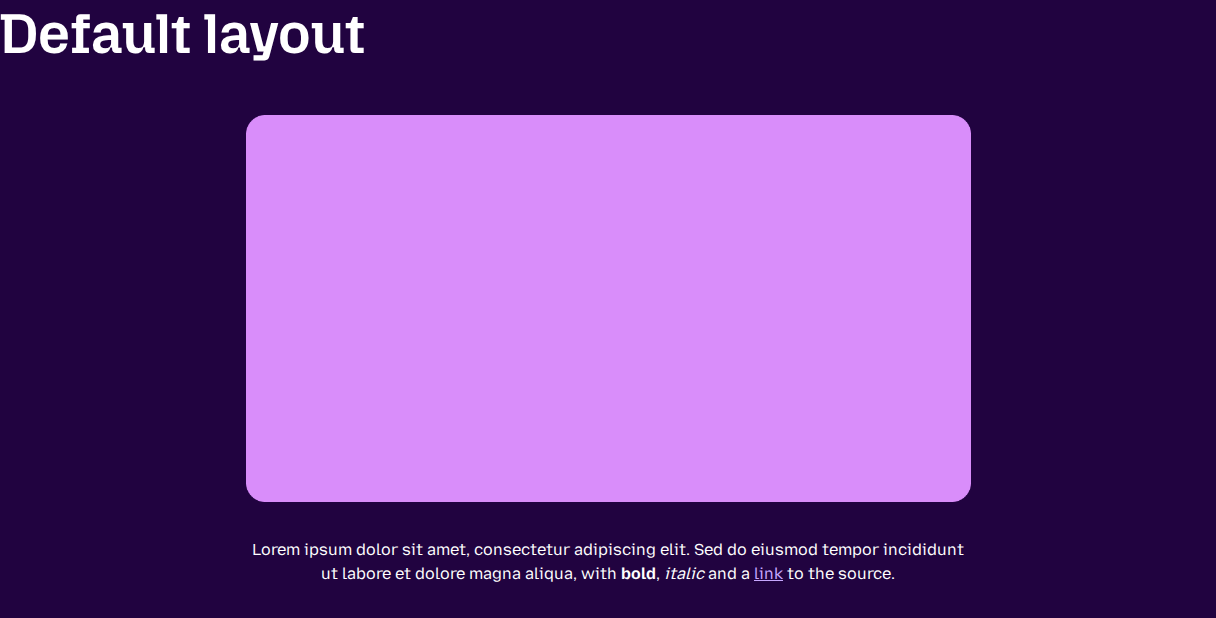 Default layout
Lorem ipsum dolor sit amet, consectetur adipiscing elit. Sed do eiusmod tempor incididunt
ut labore et dolore magna aliqua, with bold, italic and a link to the source.